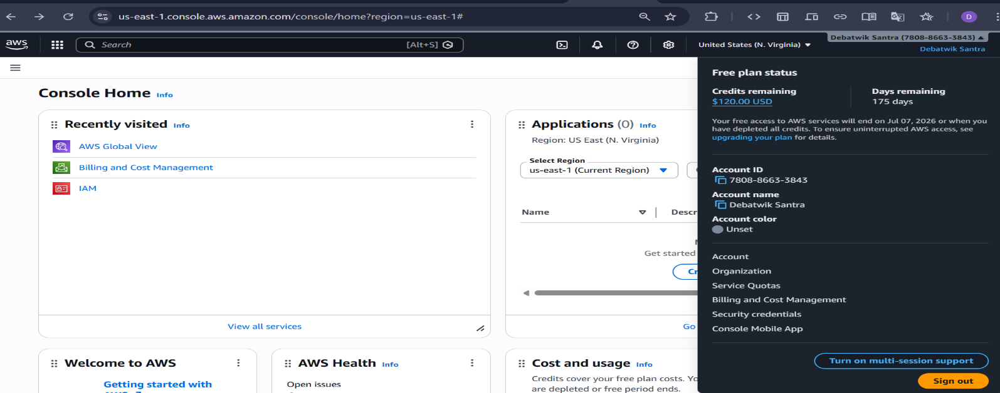 us-east-1.console.aws.amazon.com/console/home?region=us-east-1#
D
aws
Search
[Alt+S]
United States (N. Virginia)
Debatwik Santra (7808-8663-3843)
Debatwik Santra
Console Home Info
Recently visited Info
AWS Global View
Billing and Cost Management
IAM
View all services
Applications (0) Info
Region: US East (N. Virginia)
Select Region
us-east-1 (Current Region)
Name
Descr
Get started
Cr
Go
Welcome to AWS
Getting started with
AWS Health Info
Open issues
Cost and usage Info
Credits cover your free plan costs. Yo
are depleted or free period ends.
Free plan status
Credits remaining
$120.00 USD
Days remaining
175 days
Your free access to AWS services will end on Jul 07, 2026 or when you
have depleted all credits. To ensure uninterrupted AWS access, see
upgrading your plan for details.
Account ID
7808-8663-3843
Account name
Debatwik Santra
Account color
Unset
Account
Organization
Service Quotas
Billing and Cost Management
Security credentials
Console Mobile App
Turn on multi-session support
Sign out